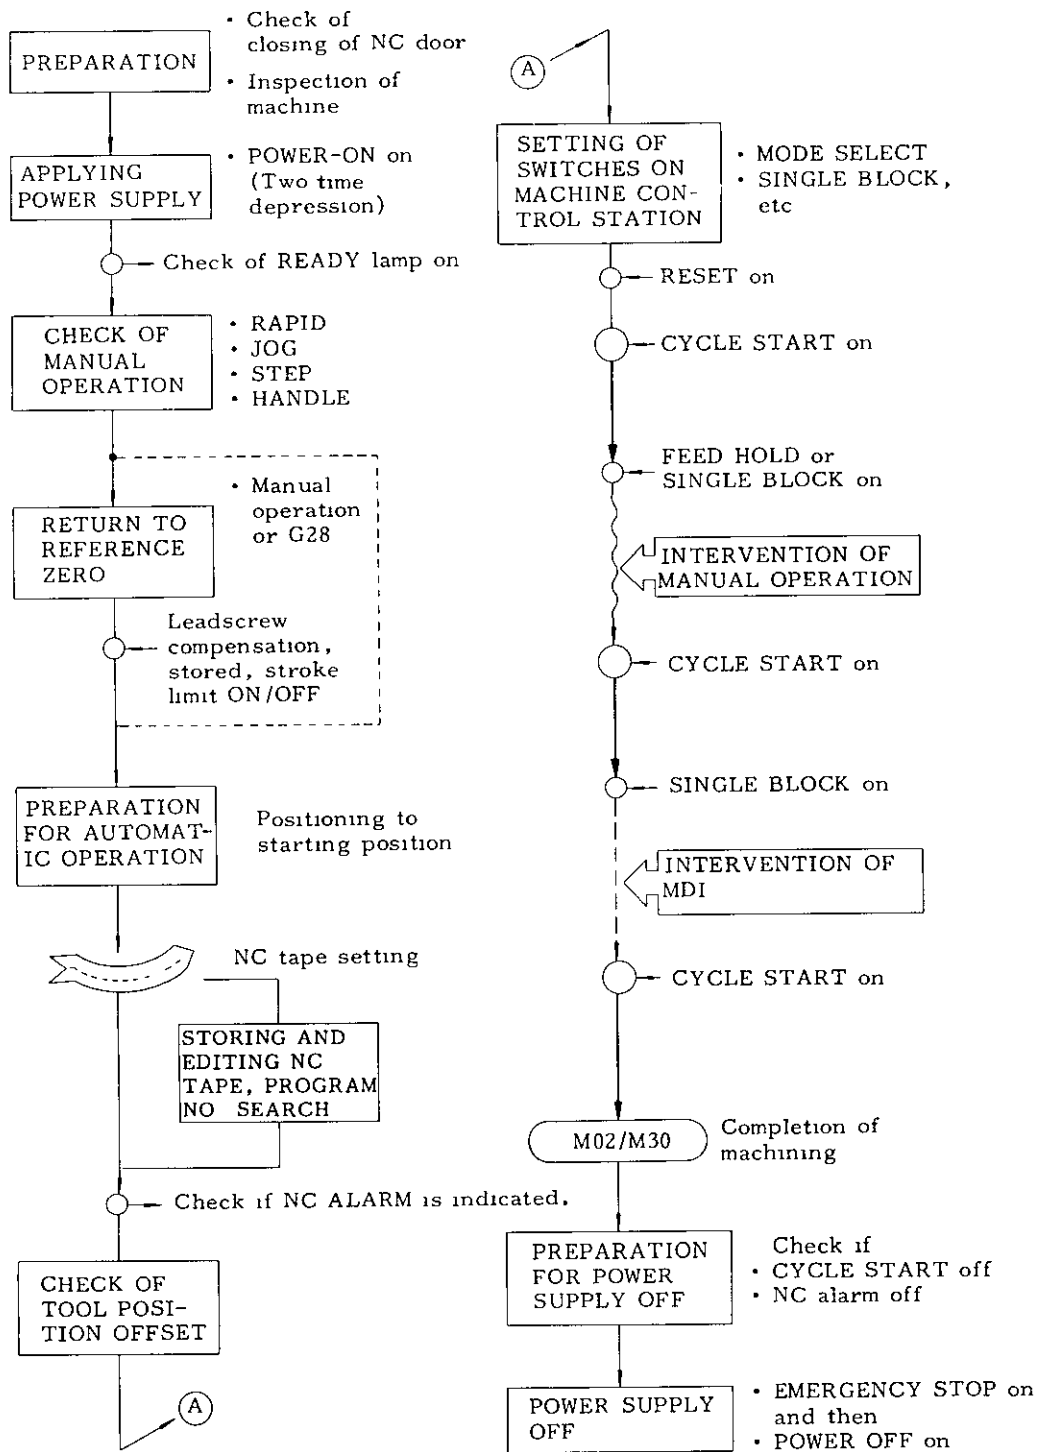 PREPARATION
• Check of
closing of NC door
• Inspection of
machine
APPLYING
POWER SUPPLY
• POWER-ON on
(Two time
depression)
Check of READY lamp on
CHECK OF
MANUAL
OPERATION
• RAPID
• JOG
• STEP
• HANDLE
• Manual
operation
or G28
RETURN TO
REFERENCE
ZERO
Leadscrew
compensation,
stored, stroke
limit ON/OFF
PREPARATION
FOR AUTOMAT-
IC OPERATION
Positioning to
starting position
NC tape setting
STORING AND
EDITING NC
TAPE, PROGRAM
NO SEARCH
Check if NC ALARM is indicated.
CHECK OF
TOOL POSI-
TION OFFSET
A
A
SETTING OF
SWITCHES ON
MACHINE CON-
TROL STATION
• MODE SELECT
• SINGLE BLOCK,
etc
RESET on
CYCLE START on
FEED HOLD or
SINGLE BLOCK on
INTERVENTION OF
MANUAL OPERATION
CYCLE START on
SINGLE BLOCK on
INTERVENTION OF
MDI
CYCLE START on
M02/M30
Completion of
machining
PREPARATION
FOR POWER
SUPPLY OFF
Check if
• CYCLE START off
• NC alarm off
POWER SUPPLY
OFF
• EMERGENCY STOP on
and then
• POWER OFF on